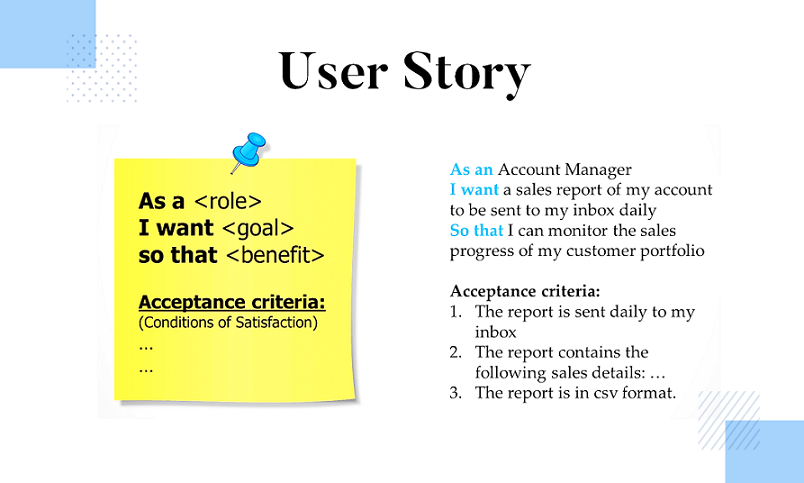 User Story
As a <role>
I want <goal>
so that <benefit>
Acceptance criteria:
(Conditions of Satisfaction)
...
...
As an Account Manager
I want a sales report of my account
to be sent to my inbox daily
So that I can monitor the sales
progress of my customer portfolio
Acceptance criteria:
1. The report is sent daily to my
inbox
2. The report contains the
following sales details: …
3. The report is in csv format.